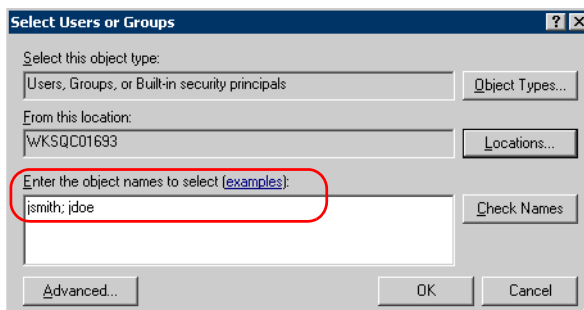 Select Users or Groups
Select this object type:
Users, Groups, or Built-in security principals
Object Types...
From this location:
WKSQC01693
Locations...
Enter the object names to select (examples):
jsmith; jdoe
Check Names
Advanced...
OK
Cancel